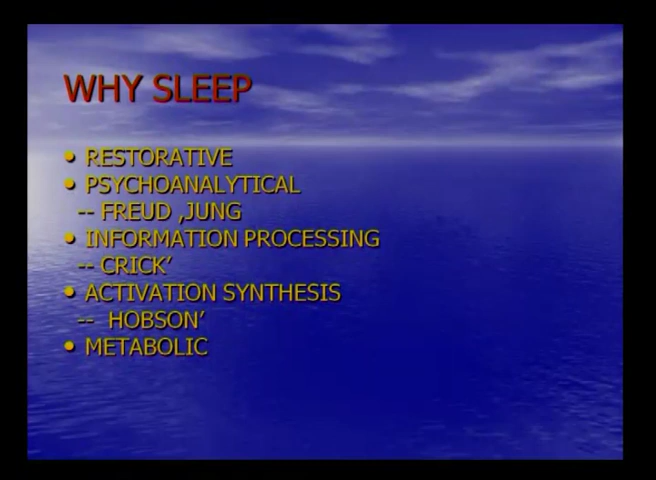 WHY SLEEP
• RESTORATIVE
• PSYCHOANALYTICAL
-- FREUD ,JUNG
• INFORMATION PROCESSING
-- CRICK’
• ACTIVATION SYNTHESIS
-- HOBSON’
• METABOLIC